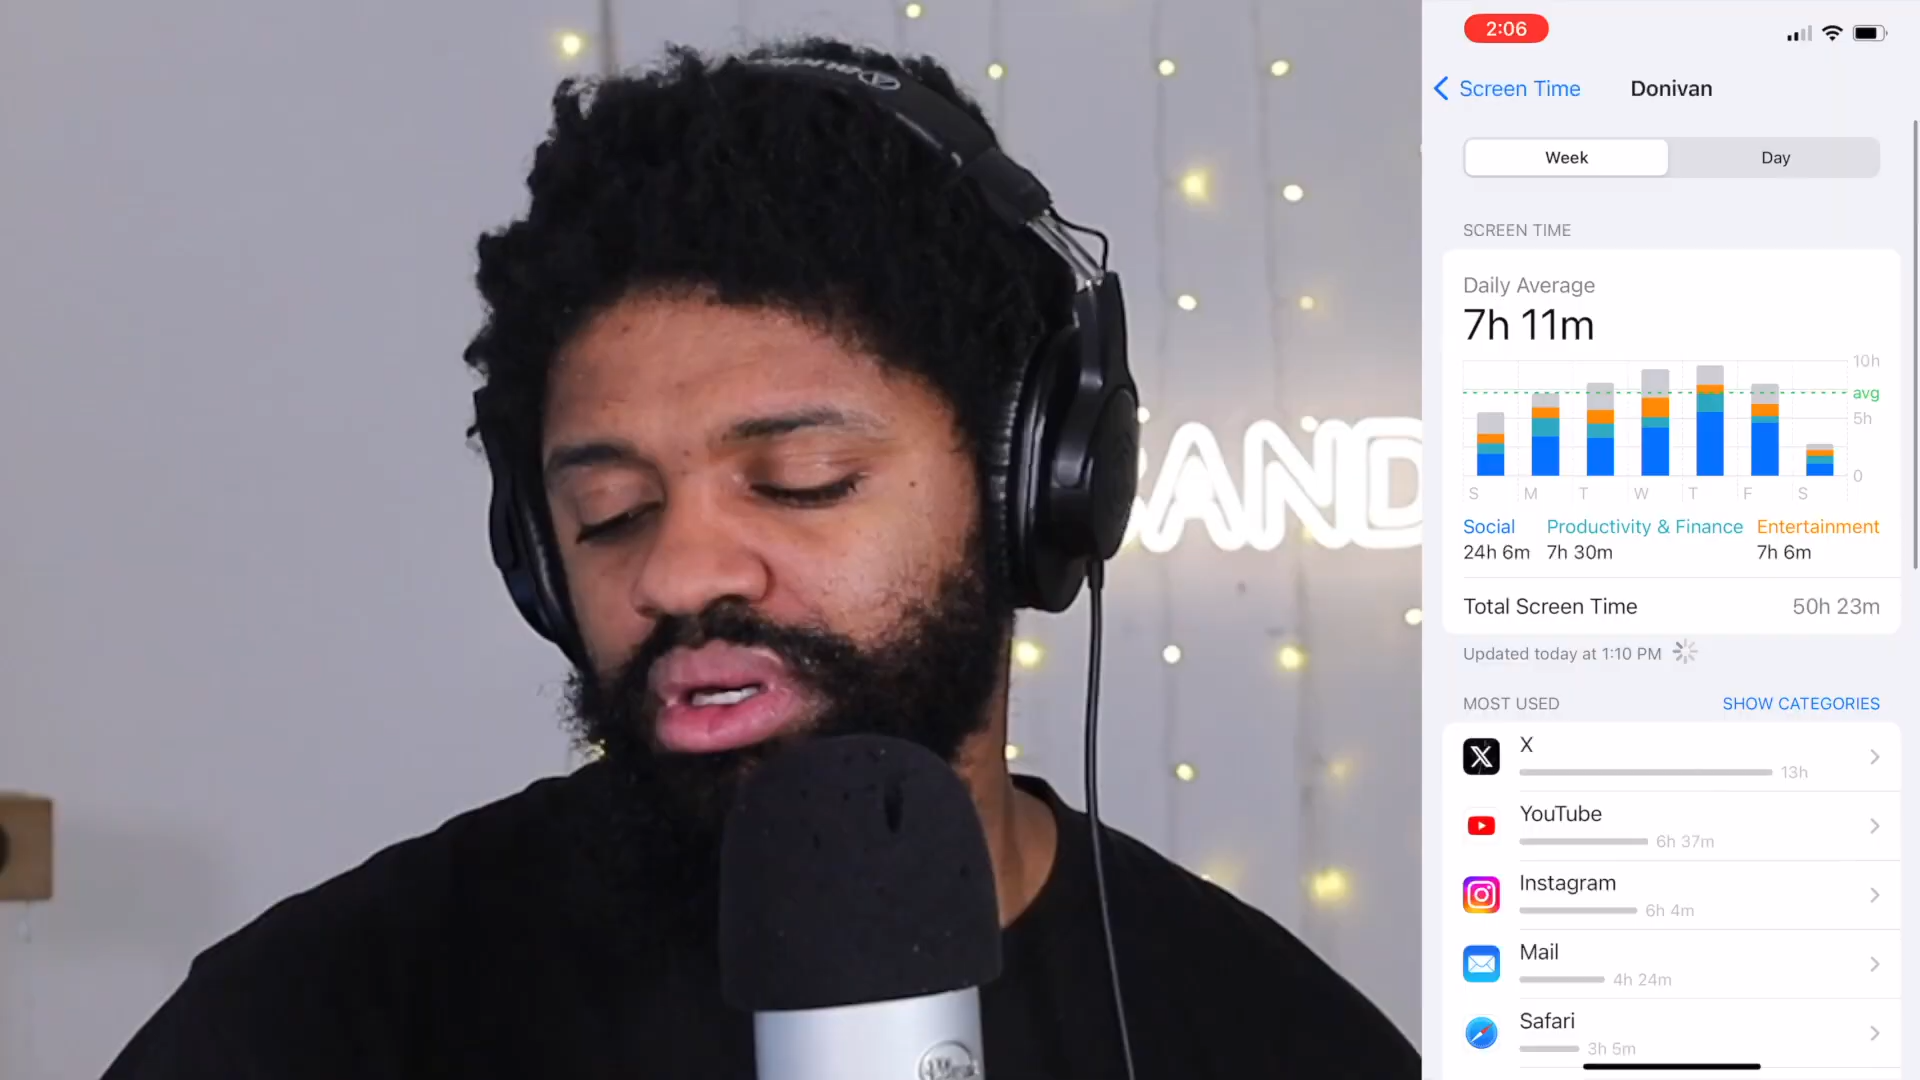 2:06
Screen Time
Donivan
Week
Day
SCREEN TIME
Daily Average
7h 11m
10h
avg
5h
0
S M T W T F S
Social Productivity & Finance Entertainment
24h 6m 7h 30m 7h 6m
Total Screen Time 50h 23m
Updated today at 1:10 PM
MOST USED SHOW CATEGORIES
X
13h
YouTube
6h 37m
Instagram
6h 4m
Mail
4h 24m
Safari
3h 5m
AND